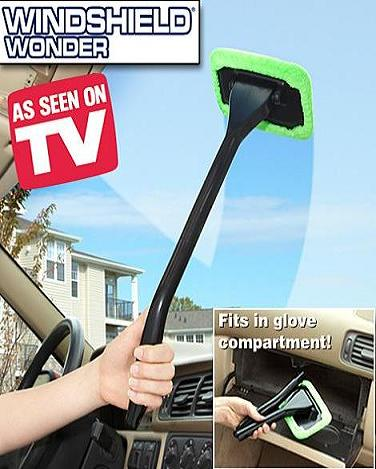 WINDSHIELD®
WONDER
AS SEEN ON
TV
Fits in glove
compartment!